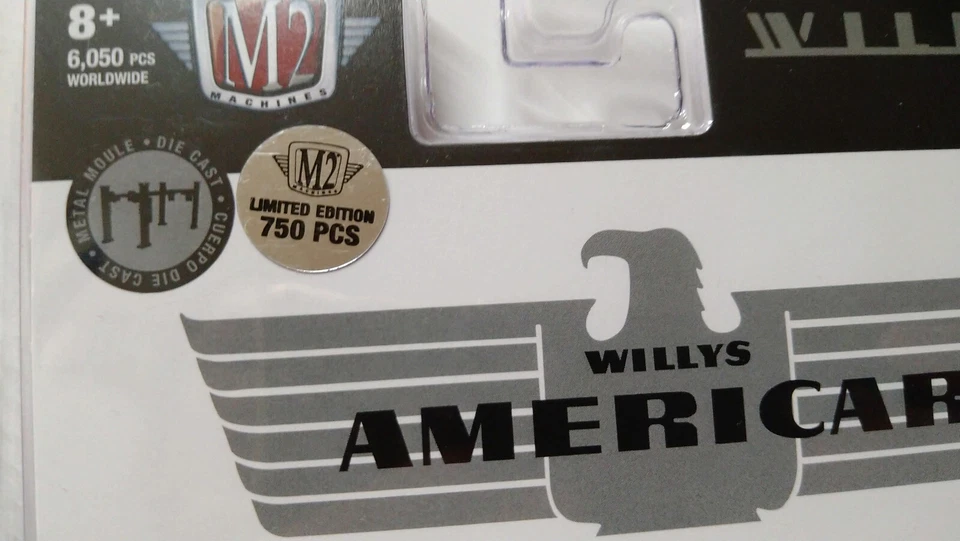 8+
6,050 PCS
WORLDWIDE
M2
MACHINES
METAL MOULE • DIE CAST • CUERPO DIE CAST •
M2
MACHINES
LIMITED EDITION
750 PCS
WILLYS
AMERICAR